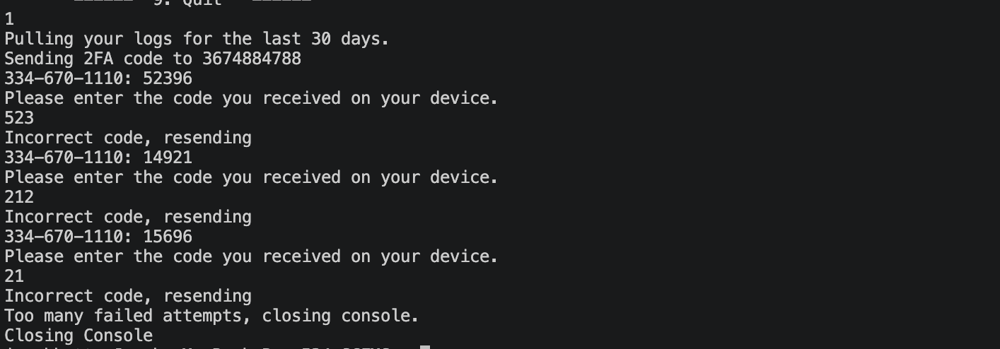 ------ 9. Quit ------
1
Pulling your logs for the last 30 days.
Sending 2FA code to 3674884788
334-670-1110: 52396
Please enter the code you received on your device.
523
Incorrect code, resending
334-670-1110: 14921
Please enter the code you received on your device.
212
Incorrect code, resending
334-670-1110: 15696
Please enter the code you received on your device.
21
Incorrect code, resending
Too many failed attempts, closing console.
Closing Console